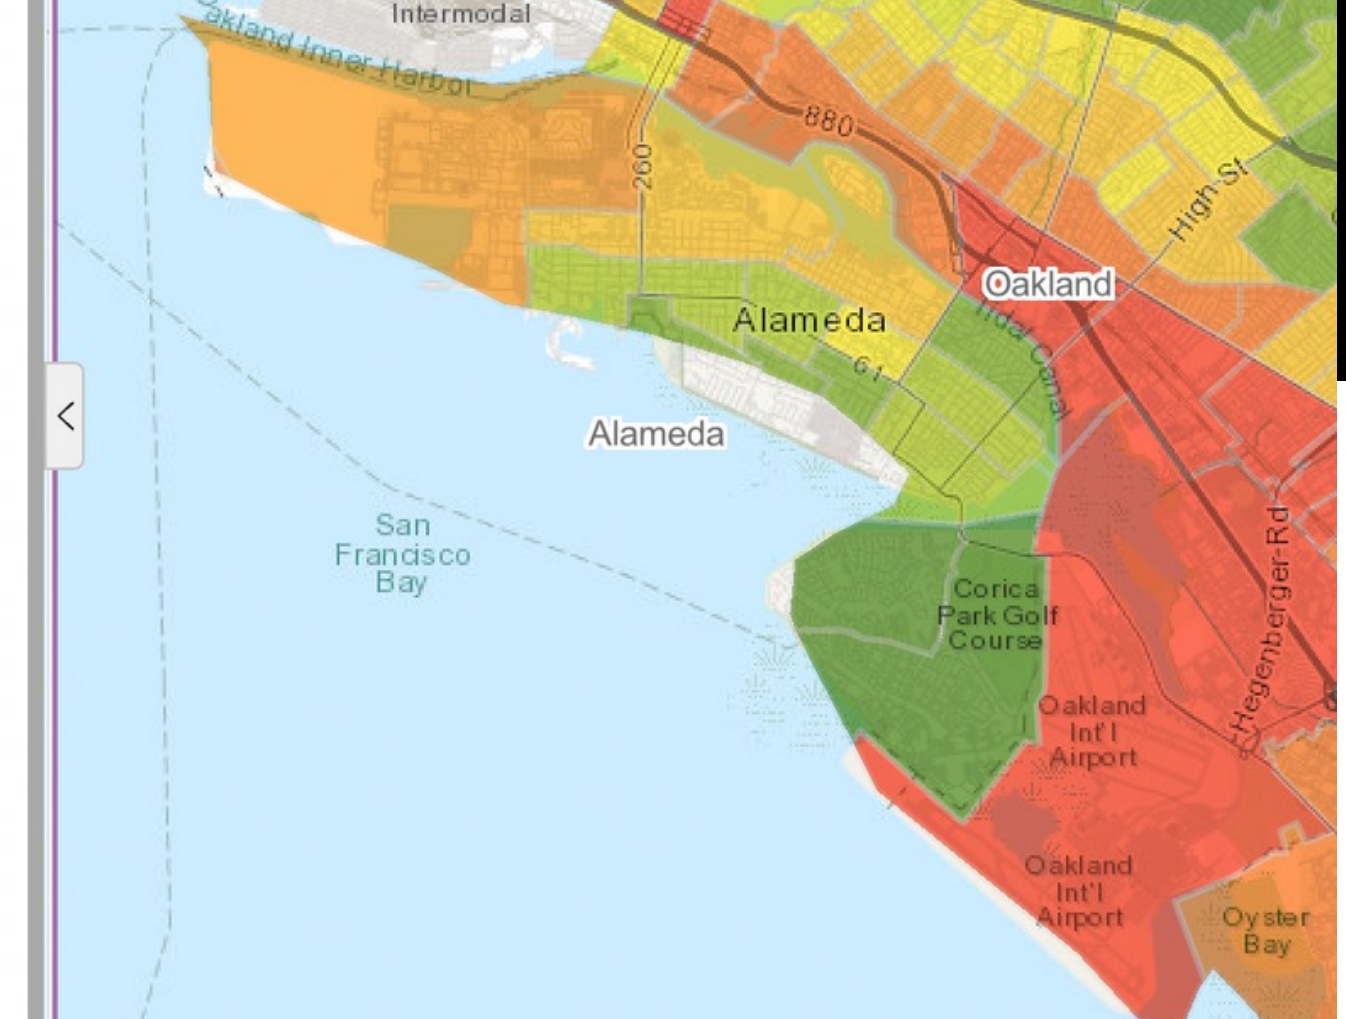 Intermodal
Oakland Inner Harbor
880
260
High-St
Oakland
Tidal Canal
Alameda
61
Alameda
San
Francisco
Bay
Hegenberger-Rd
Corica
Park Golf
Course
Oakland
Int'l
Airport
Oakland
Int'l
Airport
Oyster
Bay